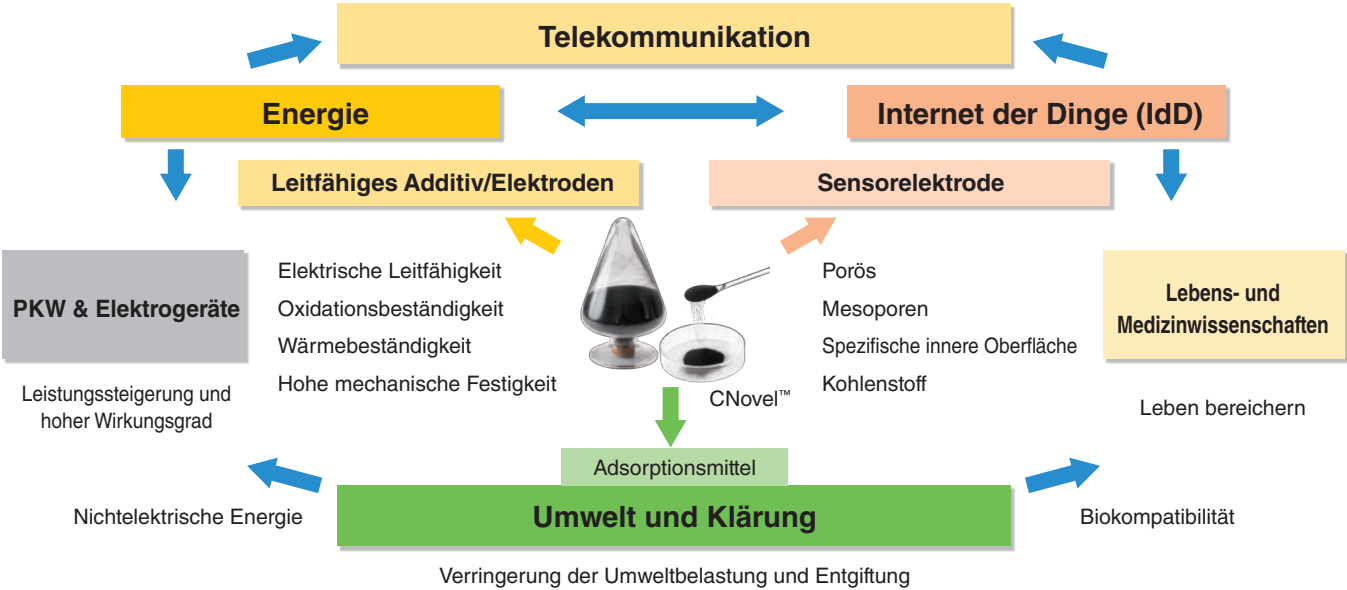 Telekommunikation
Energie
Internet der Dinge (IdD)
Leitfähiges Additiv/Elektroden
Sensorelektrode
PKW & Elektrogeräte
Leistungssteigerung und
hoher Wirkungsgrad
Elektrische Leitfähigkeit
Oxidationsbeständigkeit
Wärmebeständigkeit
Hohe mechanische Festigkeit
CNovel™
Porös
Mesoporen
Spezifische innere Oberfläche
Kohlenstoff
Lebens- und
Medizinwissenschaften
Leben bereichern
Adsorptionsmittel
Umwelt und Klärung
Nichtelektrische Energie
Biokompatibilität
Verringerung der Umweltbelastung und Entgiftung